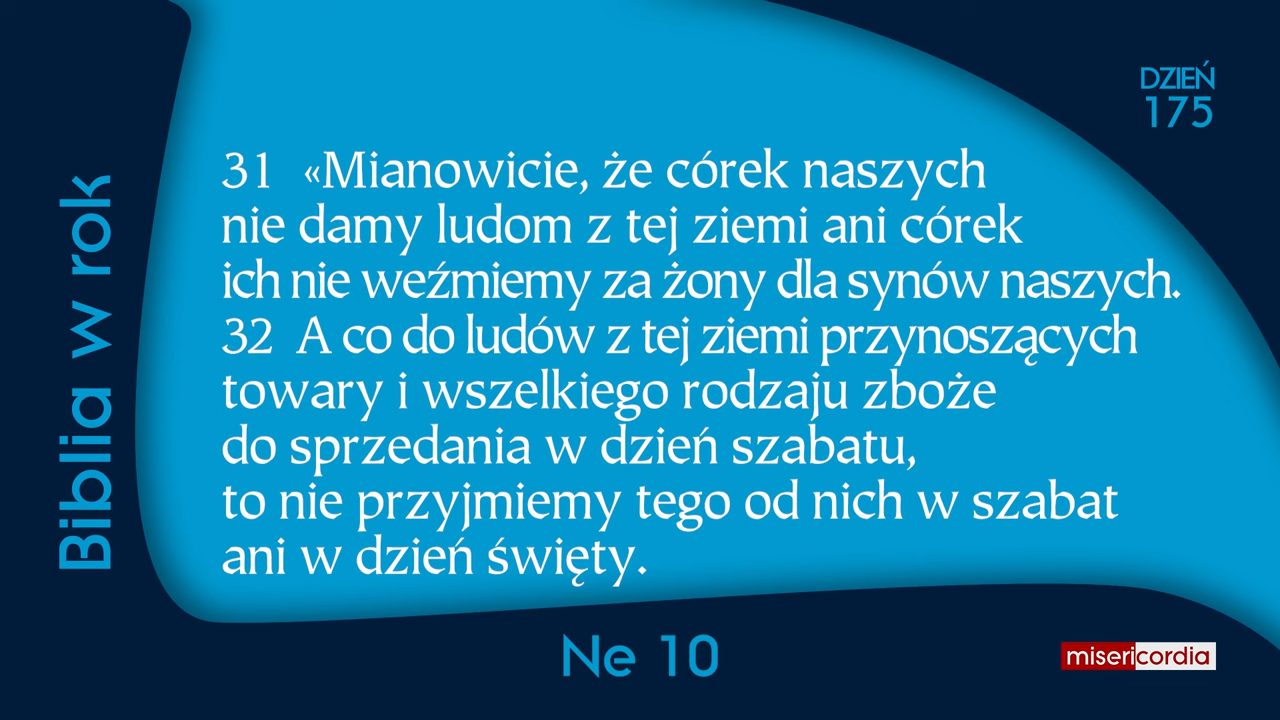 DZIEŃ
175
Biblia w rok
31 «Mianowicie, że córek naszych
nie damy ludom z tej ziemi ani córek
ich nie weźmiemy za żony dla synów naszych.
32 A co do ludów z tej ziemi przynoszących
towary i wszelkiego rodzaju zboże
do sprzedania w dzień szabatu,
to nie przyjmiemy tego od nich w szabat
ani w dzień święty.
Ne 10
misericordia